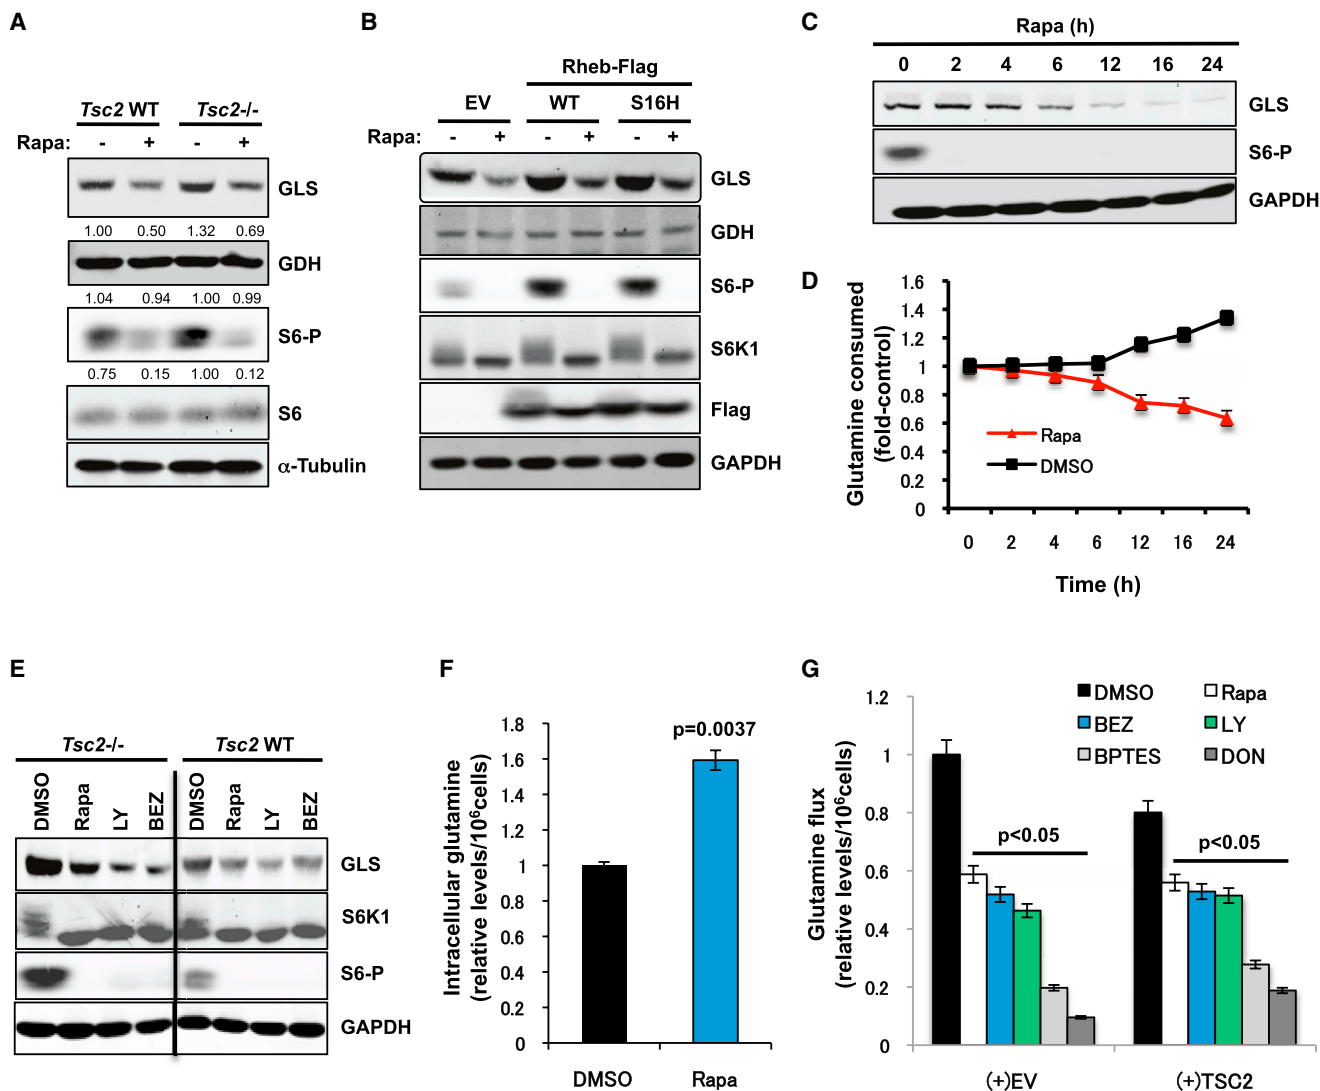 A
Tsc2 WT Tsc2-/-
Rapa: - + - +
GLS
1.00 0.50 1.32 0.69
GDH
1.04 0.94 1.00 0.99
S6-P
0.75 0.15 1.00 0.12
S6
α-Tubulin
B
Rheb-Flag
EV WT S16H
Rapa: - + - + - +
GLS
GDH
S6-P
S6K1
Flag
GAPDH
C
Rapa (h)
0 2 4 6 12 16 24
GLS
S6-P
GAPDH
D
Glutamine consumed
(fold-control)
1.6
1.4
1.2
1
0.8
0.6
0.4
0.2
0
Rapa
DMSO
0 2 4 6 12 16 24
Time (h)
E
Tsc2-/- Tsc2 WT
DMSO Rapa LY BEZ DMSO Rapa LY BEZ
GLS
S6K1
S6-P
GAPDH
F
Intracellular glutamine
(relative levels/10⁶cells)
1.8
1.6
1.4
1.2
1
0.8
0.6
0.4
0.2
0
p=0.0037
DMSO Rapa
G
Glutamine flux
(relative levels/10⁶cells)
1.2
1
0.8
0.6
0.4
0.2
0
DMSO Rapa
BEZ LY
BPTES DON
p<0.05
p<0.05
(+)EV (+)TSC2